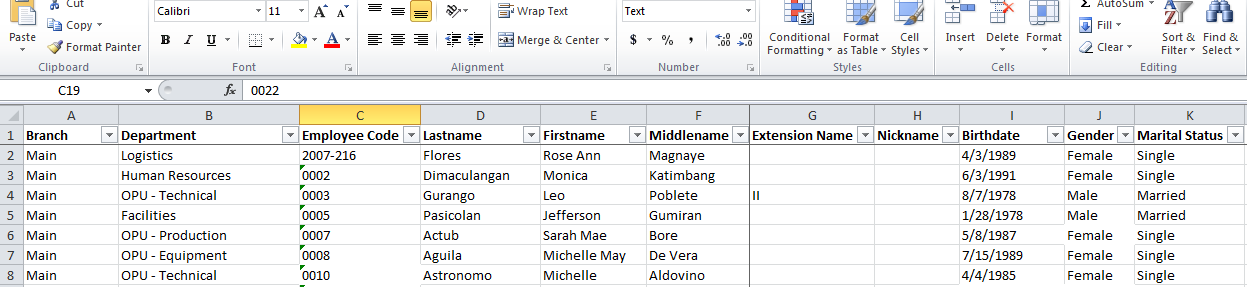 Cut Calibri 11 A A Wrap Text Text AutoSum
Copy Fill
Paste Format Painter B I U A Merge & Center $ % , .00 .0 Conditional Formatting Format as Table Cell Styles Insert Delete Format Clear Sort & Filter Find & Select
Clipboard Font Alignment Number Styles Cells Editing
C19 fx 0022
A B C D E F G H I J K
1 Branch Department Employee Code Lastname Firstname Middlename Extension Name Nickname Birthdate Gender Marital Status
2 Main Logistics 2007-216 Flores Rose Ann Magnaye 4/3/1989 Female Single
3 Main Human Resources 0002 Dimaculangan Monica Katimbang 6/3/1991 Female Single
4 Main OPU - Technical 0003 Gurango Leo Poblete II 8/7/1978 Male Married
5 Main Facilities 0005 Pasicolan Jefferson Gumiran 1/28/1978 Male Married
6 Main OPU - Production 0007 Actub Sarah Mae Bore 5/8/1987 Female Single
7 Main OPU - Equipment 0008 Aguila Michelle May De Vera 7/15/1989 Female Single
8 Main OPU - Technical 0010 Astronomo Michelle Aldovino 4/4/1985 Female Single